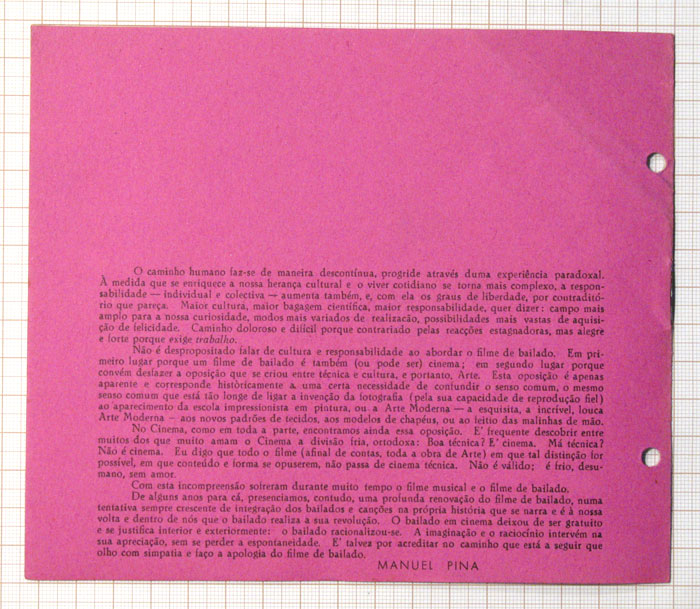 O caminho humano faz-se de maneira descontínua, progride através duma experiência paradoxal.
À medida que se enriquece a nossa herança cultural e o viver cotidiano se torna mais complexo, a respon-
sabilidade — individual e colectiva — aumenta também, e, com ela os graus de liberdade, por contraditó-
rio que pareça. Maior cultura, maior bagagem científica, maior responsabilidade, quer dizer: campo mais
amplo para a nossa curiosidade, modos mais variados de realização, possibilidades mais vastas de aquisi-
ção de felicidade. Caminho doloroso e difícil porque contrariado pelas reacções estagnadoras, mas alegre
e forte porque exige trabalho.
Não é despropositado falar de cultura e responsabilidade ao abordar o filme de bailado. Em pri-
meiro lugar porque um filme de bailado é também (ou pode ser) cinema; em segundo lugar porque
convém desfazer a oposição que se criou entre técnica e cultura, e portanto, Arte. Esta oposição é apenas
aparente e corresponde històricamente a uma certa necessidade de confundir o senso comum, o mesmo
senso comum que está tão longe de ligar a invenção da fotografia (pela sua capacidade de reprodução fiel)
ao aparecimento da escola impressionista em pintura, ou a Arte Moderna — a esquisita, a incrível, louca
Arte Moderna – aos novos padrões de tecidos, aos modelos de chapéus, ou ao feitio das malinhas de mão.
No Cinema, como em toda a parte, encontramos ainda essa oposição. E' frequente descobrir entre
muitos dos que muito amam o Cinema a divisão fria, ortodoxa: Boa técnica? E' cinema. Má técnica?
Não é cinema. Eu digo que todo o filme (afinal de contas, toda a obra de Arte) em que tal distinção for
possível, em que conteúdo e forma se opuserem, não passa de cinema técnica. Não é válido; é frio, desu-
mano, sem amor.
Com esta incompreensão sofreram durante muito tempo o filme musical e o filme de bailado.
De alguns anos para cá, presenciamos, contudo, uma profunda renovação do filme de bailado, numa
tentativa sempre crescente de integração dos bailados e canções na própria história que se narra e é à nossa
volta e dentro de nós que o bailado realiza a sua revolução. O bailado em cinema deixou de ser gratuito
e se justifica interior e exteriormente: o bailado racionalizou-se. A imaginação e o raciocínio intervém na
sua apreciação, sem se perder a espontaneidade. E' talvez por acreditar no caminho que está a seguir que
olho com simpatia e faço a apologia do filme de bailado.
MANUEL PINA